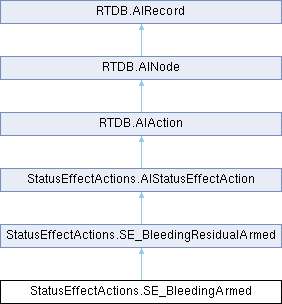 RTDB.AIRecord
RTDB.AINode
RTDB.AIAction
StatusEffectActions.AIStatusEffectAction
StatusEffectActions.SE_BleedingResidualArmed
StatusEffectActions.SE_BleedingArmed